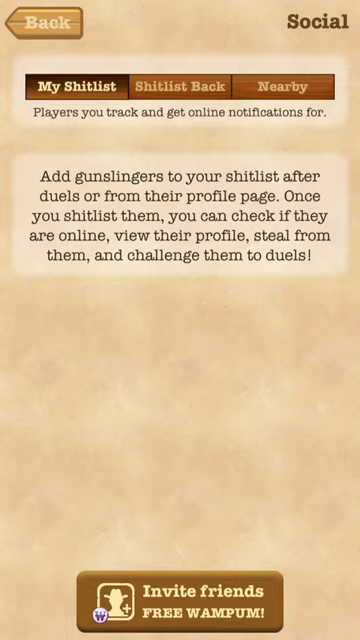 Back
Social
My Shitlist
Shitlist Back
Nearby
Players you track and get online notifications for.
Add gunslingers to your shitlist after
duels or from their profile page. Once
you shitlist them, you can check if they
are online, view their profile, steal from
them, and challenge them to duels!
Invite friends
W
FREE WAMPUM!